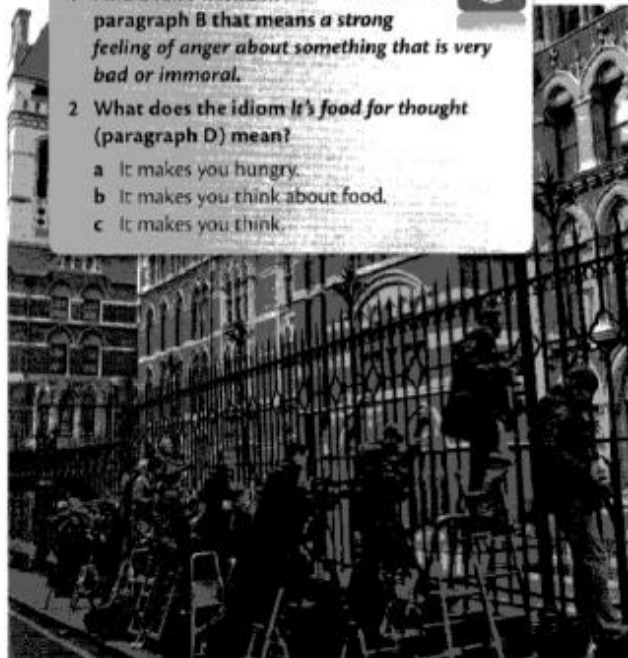 paragraph B that means a strong
feeling of anger about something that is very
bad or immoral.
2 What does the idiom It's food for thought
(paragraph D) mean?
a It makes you hungry.
b It makes you think about food.
c It makes you think.